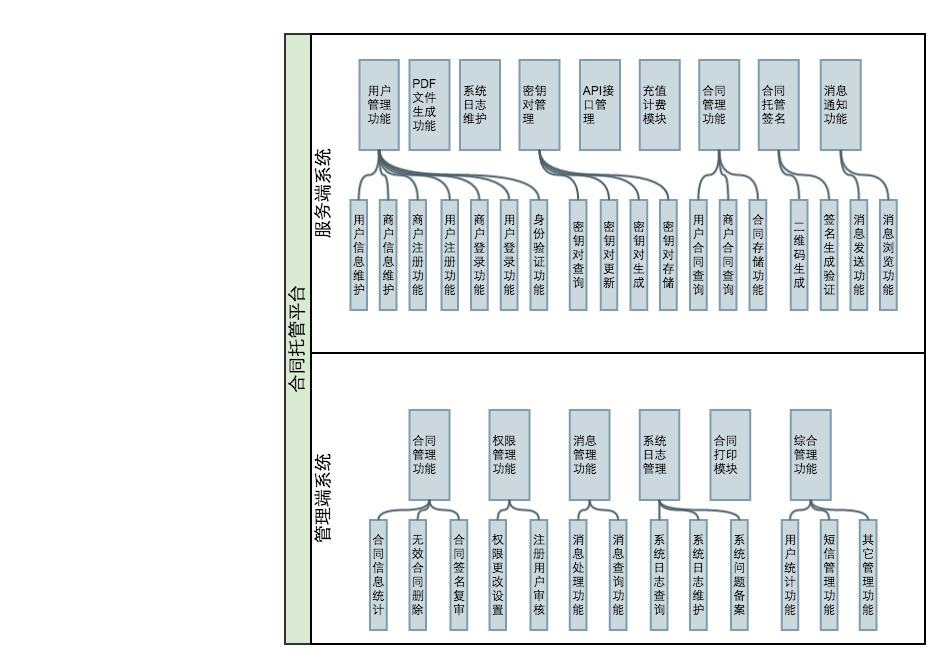 合同托管平台
服务端系统
用户
管理
功能
PDF
文件
生成
功能
系统
日志
维护
密钥
对管
理
API接
口管
理
充值
计费
模块
合同
管理
功能
合同
托管
签名
消息
通知
功能
用户信息维护
商户信息维护
商户注册功能
用户注册功能
商户登录功能
用户登录功能
身份验证功能
密钥对查询
密钥对更新
密钥对生成
密钥对存储
用户合同查询
商户合同查询
合同存储功能
二维码生成
签名生成验证
消息发送功能
消息浏览功能
管理端系统
合同
管理
功能
权限
管理
功能
消息
管理
功能
系统
日志
管理
合同
打印
模块
综合
管理
功能
合同信息统计
无效合同删除
合同签名复审
权限更改设置
注册用户审核
消息处理功能
消息查询功能
系统日志查询
系统日志维护
系统问题备案
用户统计功能
短信管理功能
其它管理功能